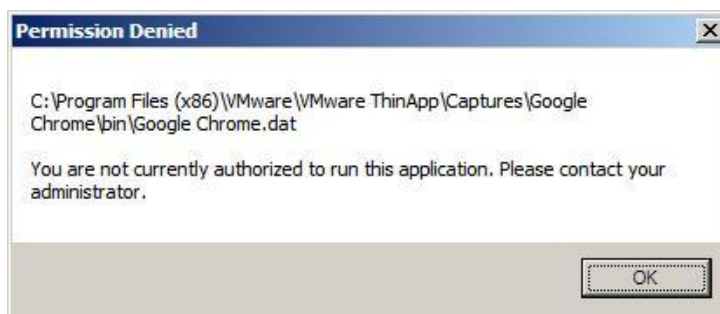 Permission Denied
C:\Program Files (x86)\VMware\VMware ThinApp\Captures\Google
Chrome\bin\Google Chrome.dat
You are not currently authorized to run this application. Please contact your
administrator.
OK